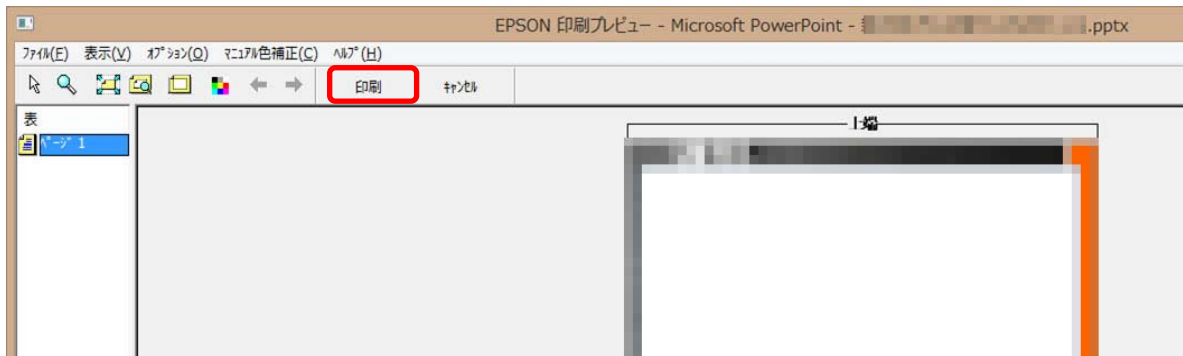 EPSON 印刷プレビュー - Microsoft PowerPoint - .pptx
ファイル(F) 表示(V) オプション(O) マニュアル色補正(C) ヘルプ(H)
印刷 キャンセル
表
ページ 1
上端